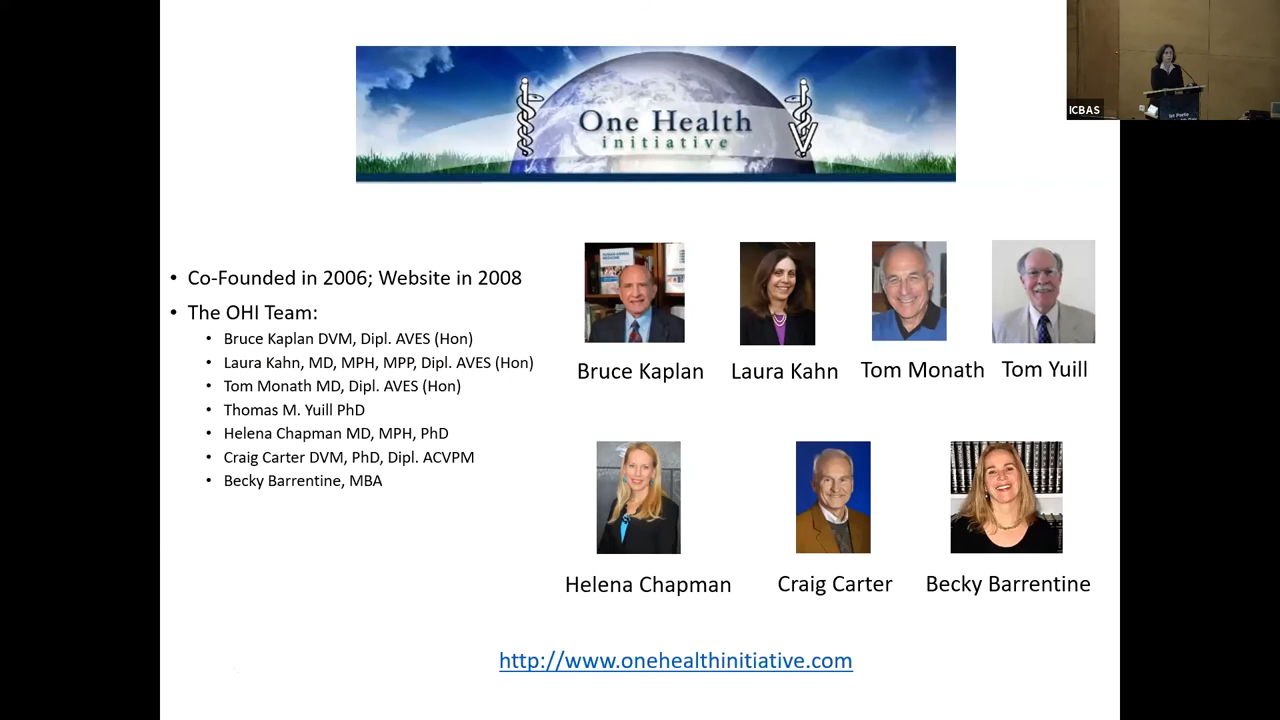 One Health
initiative
ICBAS
• Co-Founded in 2006; Website in 2008
• The OHI Team:
• Bruce Kaplan DVM, Dipl. AVES (Hon)
• Laura Kahn, MD, MPH, MPP, Dipl. AVES (Hon)
• Tom Monath MD, Dipl. AVES (Hon)
• Thomas M. Yuill PhD
• Helena Chapman MD, MPH, PhD
• Craig Carter DVM, PhD, Dipl. ACVPM
• Becky Barrentine, MBA
Bruce Kaplan
Laura Kahn
Tom Monath
Tom Yuill
Helena Chapman
Craig Carter
Becky Barrentine
http://www.onehealthinitiative.com